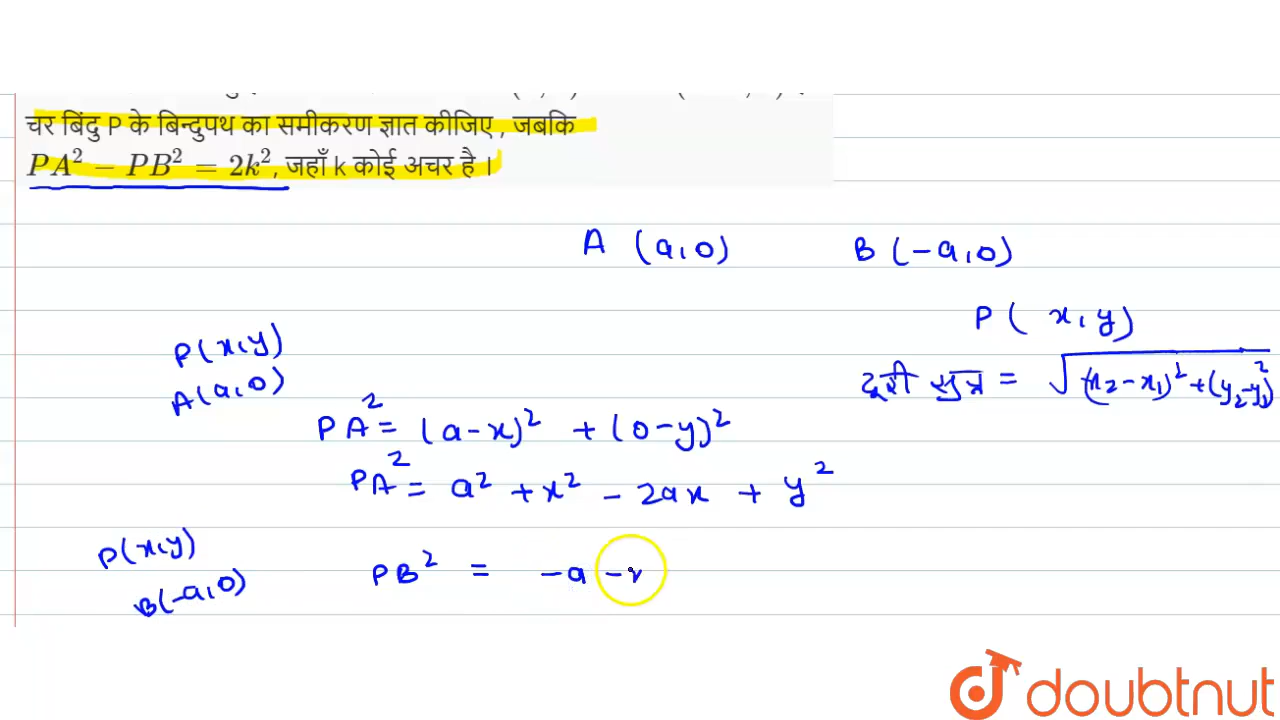 चर बिंदु P के बिन्दुपथ का समीकरण ज्ञात कीजिए , जबकि
PA² − PB² = 2k², जहाँ k कोई अचर है ।
A (a,0) B (-a,0)
P ( x, y)
P(x,y)
A(a,0)
दूरी सुत्र = √(x₂-x₁)²+(y₂-y₁)²
PA² = (a-x)² + (0-y)²
PA² = a² + x² - 2ax + y²
P(x,y)
B(-a,0)
PB² = -a - x
doubtnut